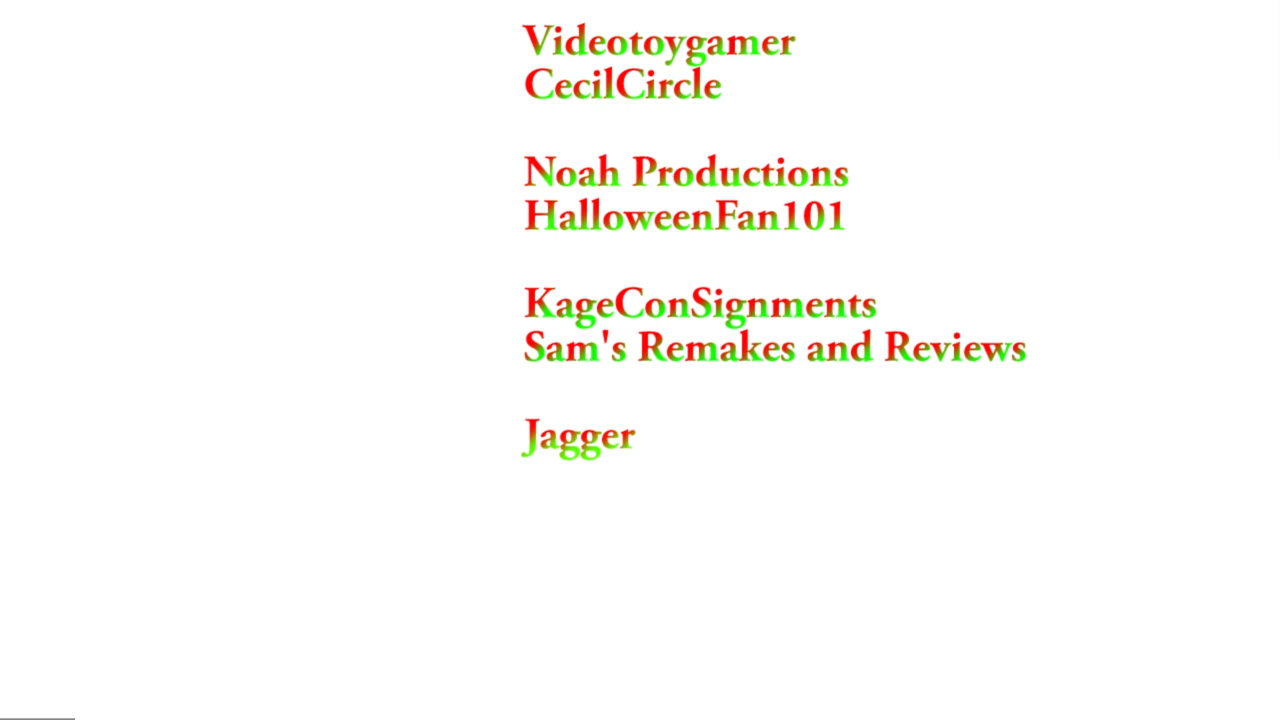 Videotoygamer
CecilCircle
Noah Productions
HalloweenFan101
KageConSignments
Sam's Remakes and Reviews
Jagger